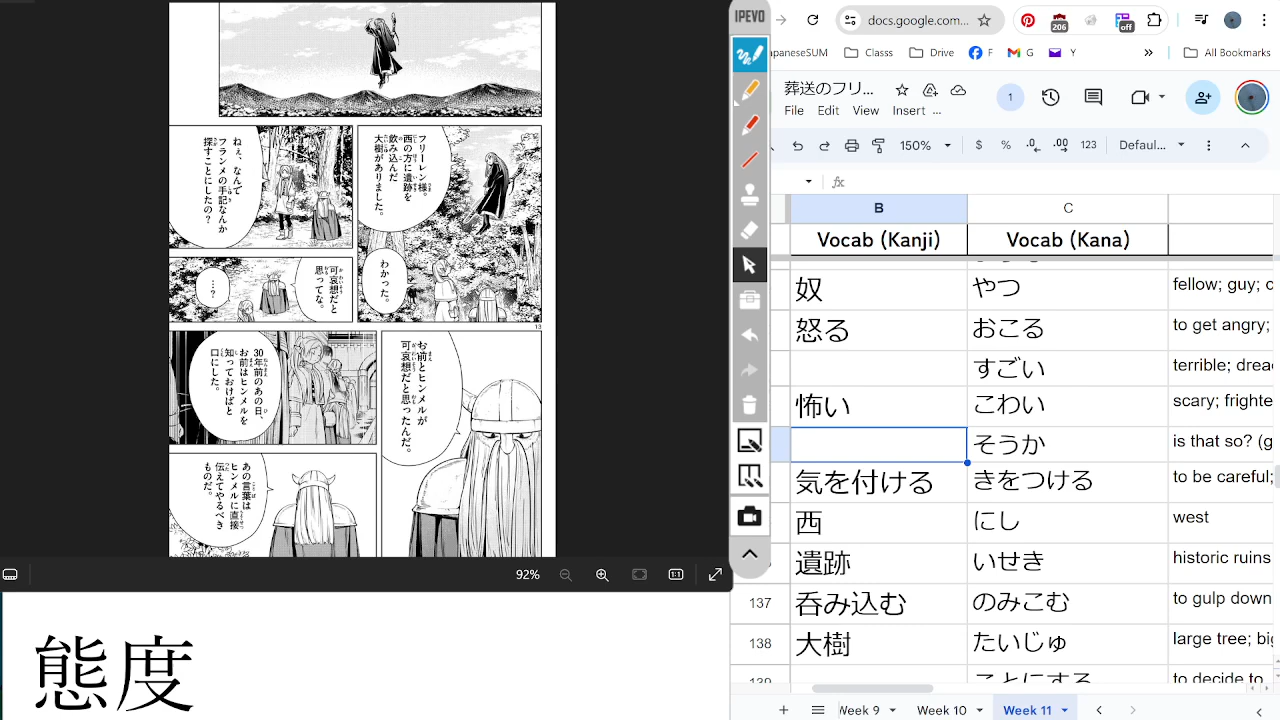 フリーレン様。
西の方に遺跡を
飲み込んだ
大樹がありました。
わかった。
ねぇ、なんで
フランメの手記なんか
探すことにしたの?
可哀想だと
思ってな。
…?
13
お前とヒンメルが
可哀想だと思ったんだ。
30年前のあの日、
お前はヒンメルを
知っておけばと
口にした。
あの言葉は
ヒンメルに直接
伝えてやるべき
ものだ。
92%
1:1
態度
IPEVO
docs.google.com...
206
off
apaneseSUM
Classs
Drive
F
G
Y
»
All Bookmarks
葬送のフリ...
1
File Edit View Insert ...
150%
$ % .0 .00 123 Defaul...
fx
B C
Vocab (Kanji) Vocab (Kana)
奴 やつ fellow; guy; c
怒る おこる to get angry;
すごい terrible; drea
怖い こわい scary; frighte
そうか is that so? (g
気を付ける きをつける to be careful;
西 にし west
遺跡 いせき historic ruins
137 呑み込む のみこむ to gulp down
138 大樹 たいじゅ large tree; big
139 ことにする to decide to
Week 9 Week 10 Week 11